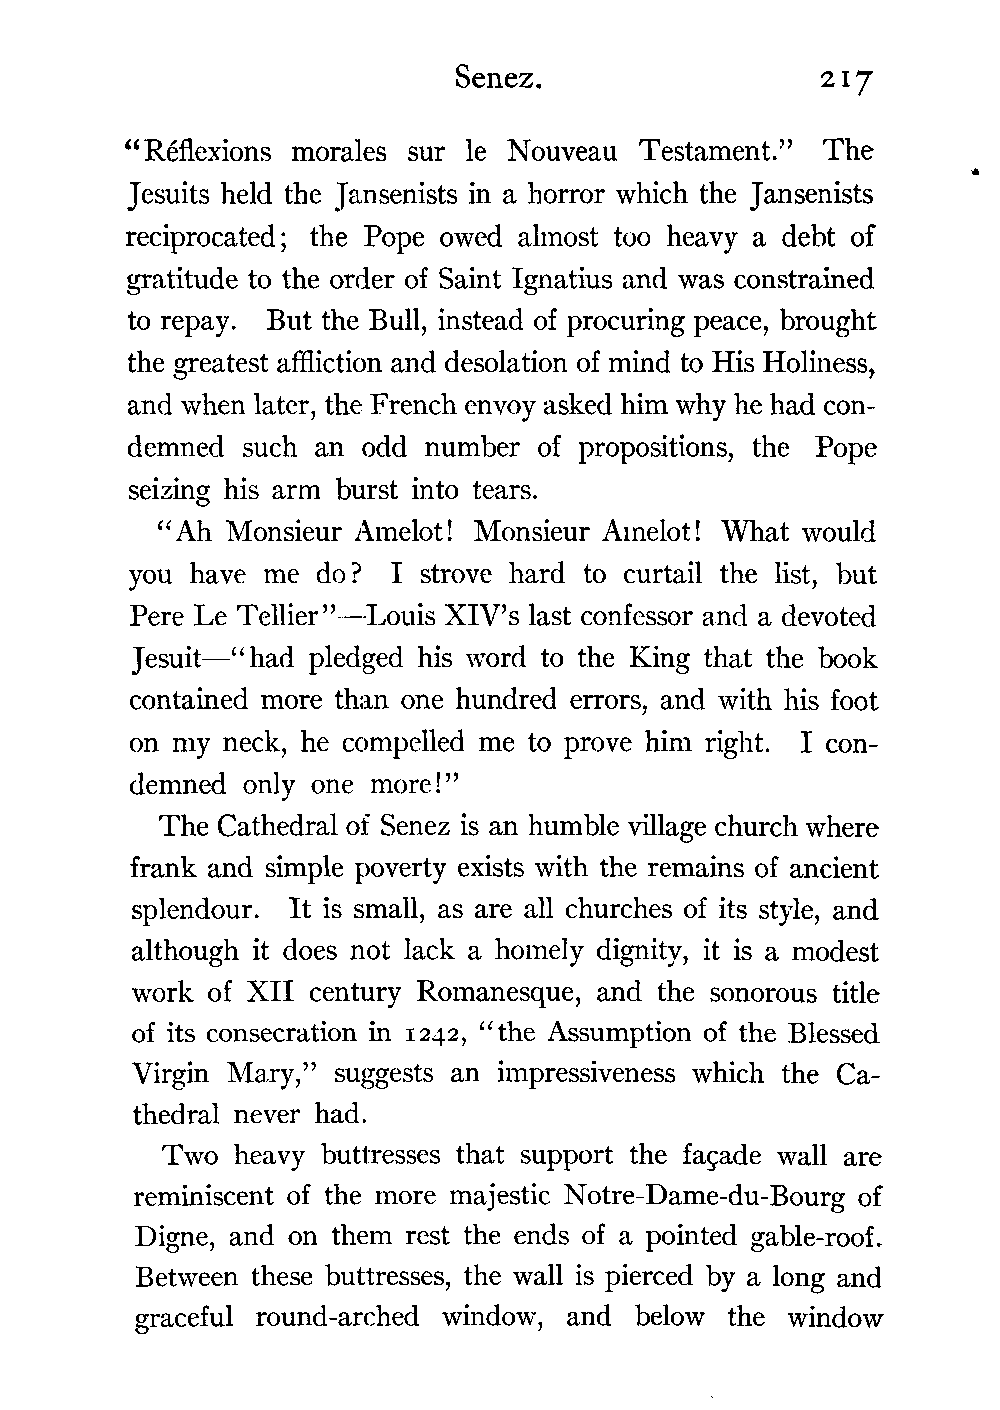 Senez. 217
“Réflexions morales sur le Nouveau Testament.” The
Jesuits held the Jansenists in a horror which the Jansenists
reciprocated; the Pope owed almost too heavy a debt of
gratitude to the order of Saint Ignatius and was constrained
to repay. But the Bull, instead of procuring peace, brought
the greatest affliction and desolation of mind to His Holiness,
and when later, the French envoy asked him why he had con-
demned such an odd number of propositions, the Pope
seizing his arm burst into tears.
“Ah Monsieur Amelot! Monsieur Amelot! What would
you have me do? I strove hard to curtail the list, but
Pere Le Tellier”—Louis XIV’s last confessor and a devoted
Jesuit—“had pledged his word to the King that the book
contained more than one hundred errors, and with his foot
on my neck, he compelled me to prove him right. I con-
demned only one more!”
The Cathedral of Senez is an humble village church where
frank and simple poverty exists with the remains of ancient
splendour. It is small, as are all churches of its style, and
although it does not lack a homely dignity, it is a modest
work of XII century Romanesque, and the sonorous title
of its consecration in 1242, “the Assumption of the Blessed
Virgin Mary,” suggests an impressiveness which the Ca-
thedral never had.
Two heavy buttresses that support the façade wall are
reminiscent of the more majestic Notre-Dame-du-Bourg of
Digne, and on them rest the ends of a pointed gable-roof.
Between these buttresses, the wall is pierced by a long and
graceful round-arched window, and below the window